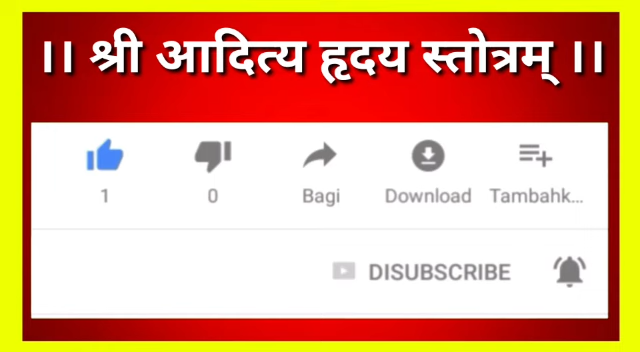 ।। श्री आदित्य हृदय स्तोत्रम् ।।
1 0 Bagi Download Tambahk...
DISUBSCRIBE